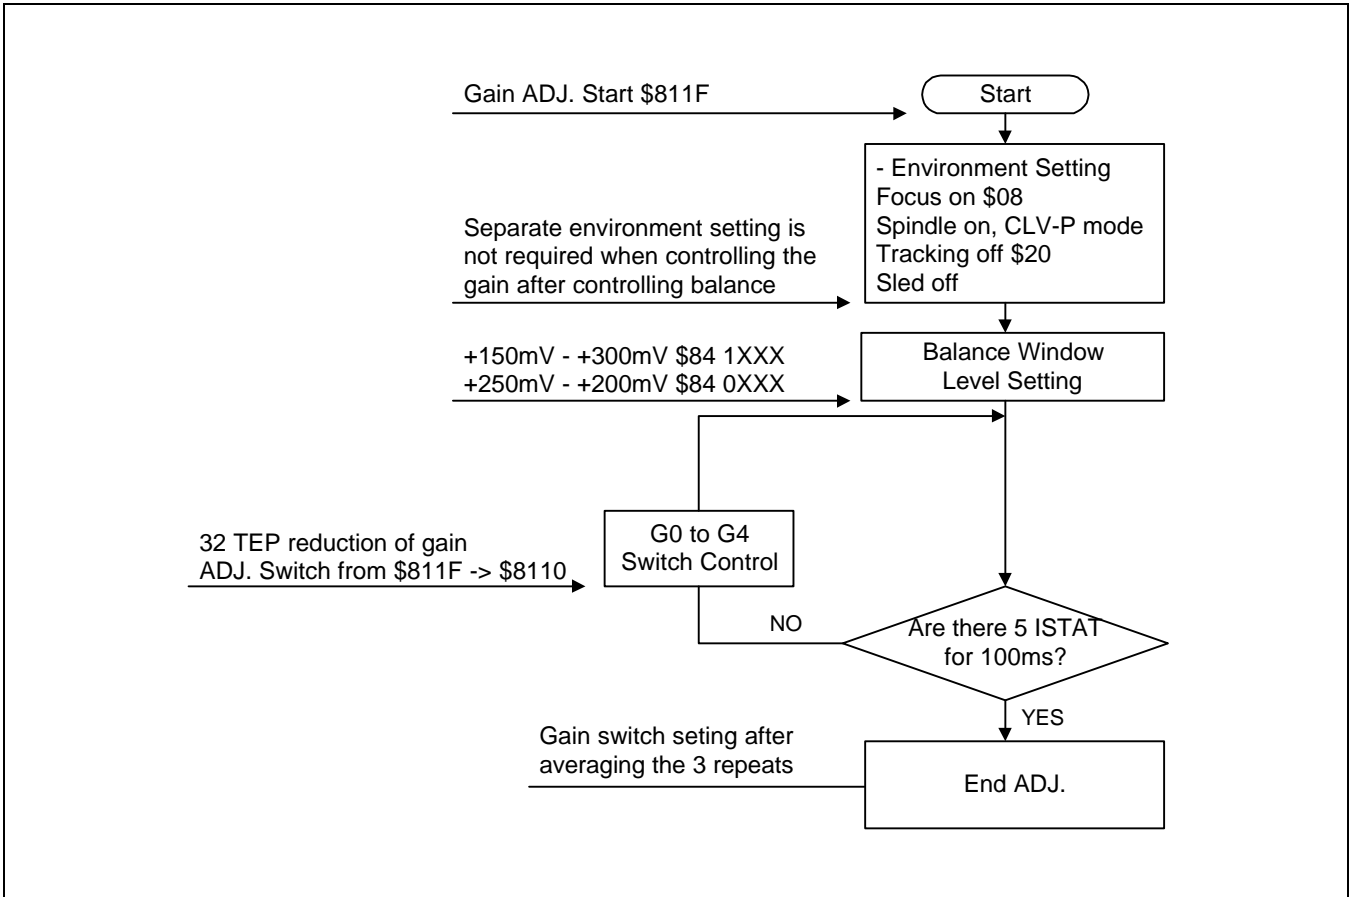 Gain ADJ. Start $811F
Start
- Environment Setting
Focus on $08
Spindle on, CLV-P mode
Tracking off $20
Sled off
Separate environment setting is
not required when controlling the
gain after controlling balance
+150mV - +300mV $84 1XXX
+250mV - +200mV $84 0XXX
Balance Window
Level Setting
G0 to G4
Switch Control
32 TEP reduction of gain
ADJ. Switch from $811F -> $8110
NO
Are there 5 ISTAT
for 100ms?
YES
Gain switch seting after
averaging the 3 repeats
End ADJ.